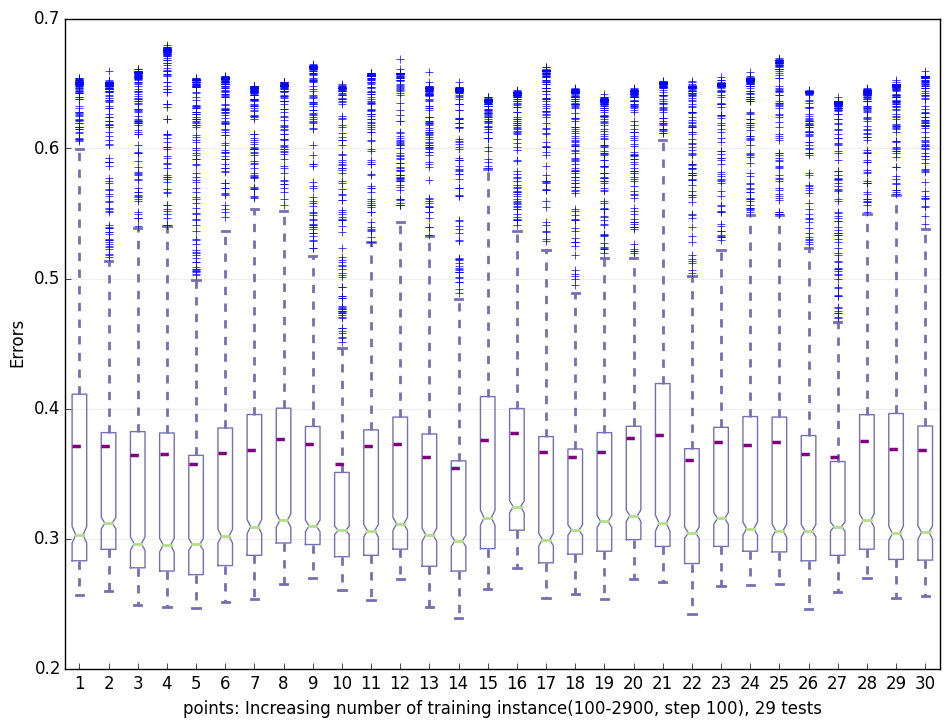 0.7
0.6
0.5
0.4
0.3
0.2
Errors
1 2 3 4 5 6 7 8 9 10 11 12 13 14 15 16 17 18 19 20 21 22 23 24 25 26 27 28 29 30
points: Increasing number of training instance(100-2900, step 100), 29 tests